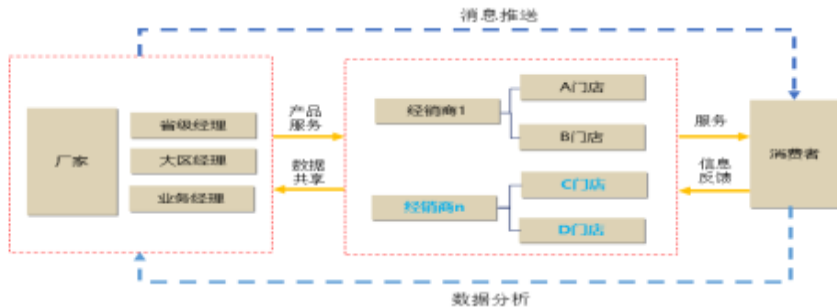 消息推送
厂家
省级经理
大区经理
业务经理
产品
服务
数据
共享
经销商1
A门店
B门店
经销商n
C门店
D门店
服务
信息
反馈
消费者
数据分析